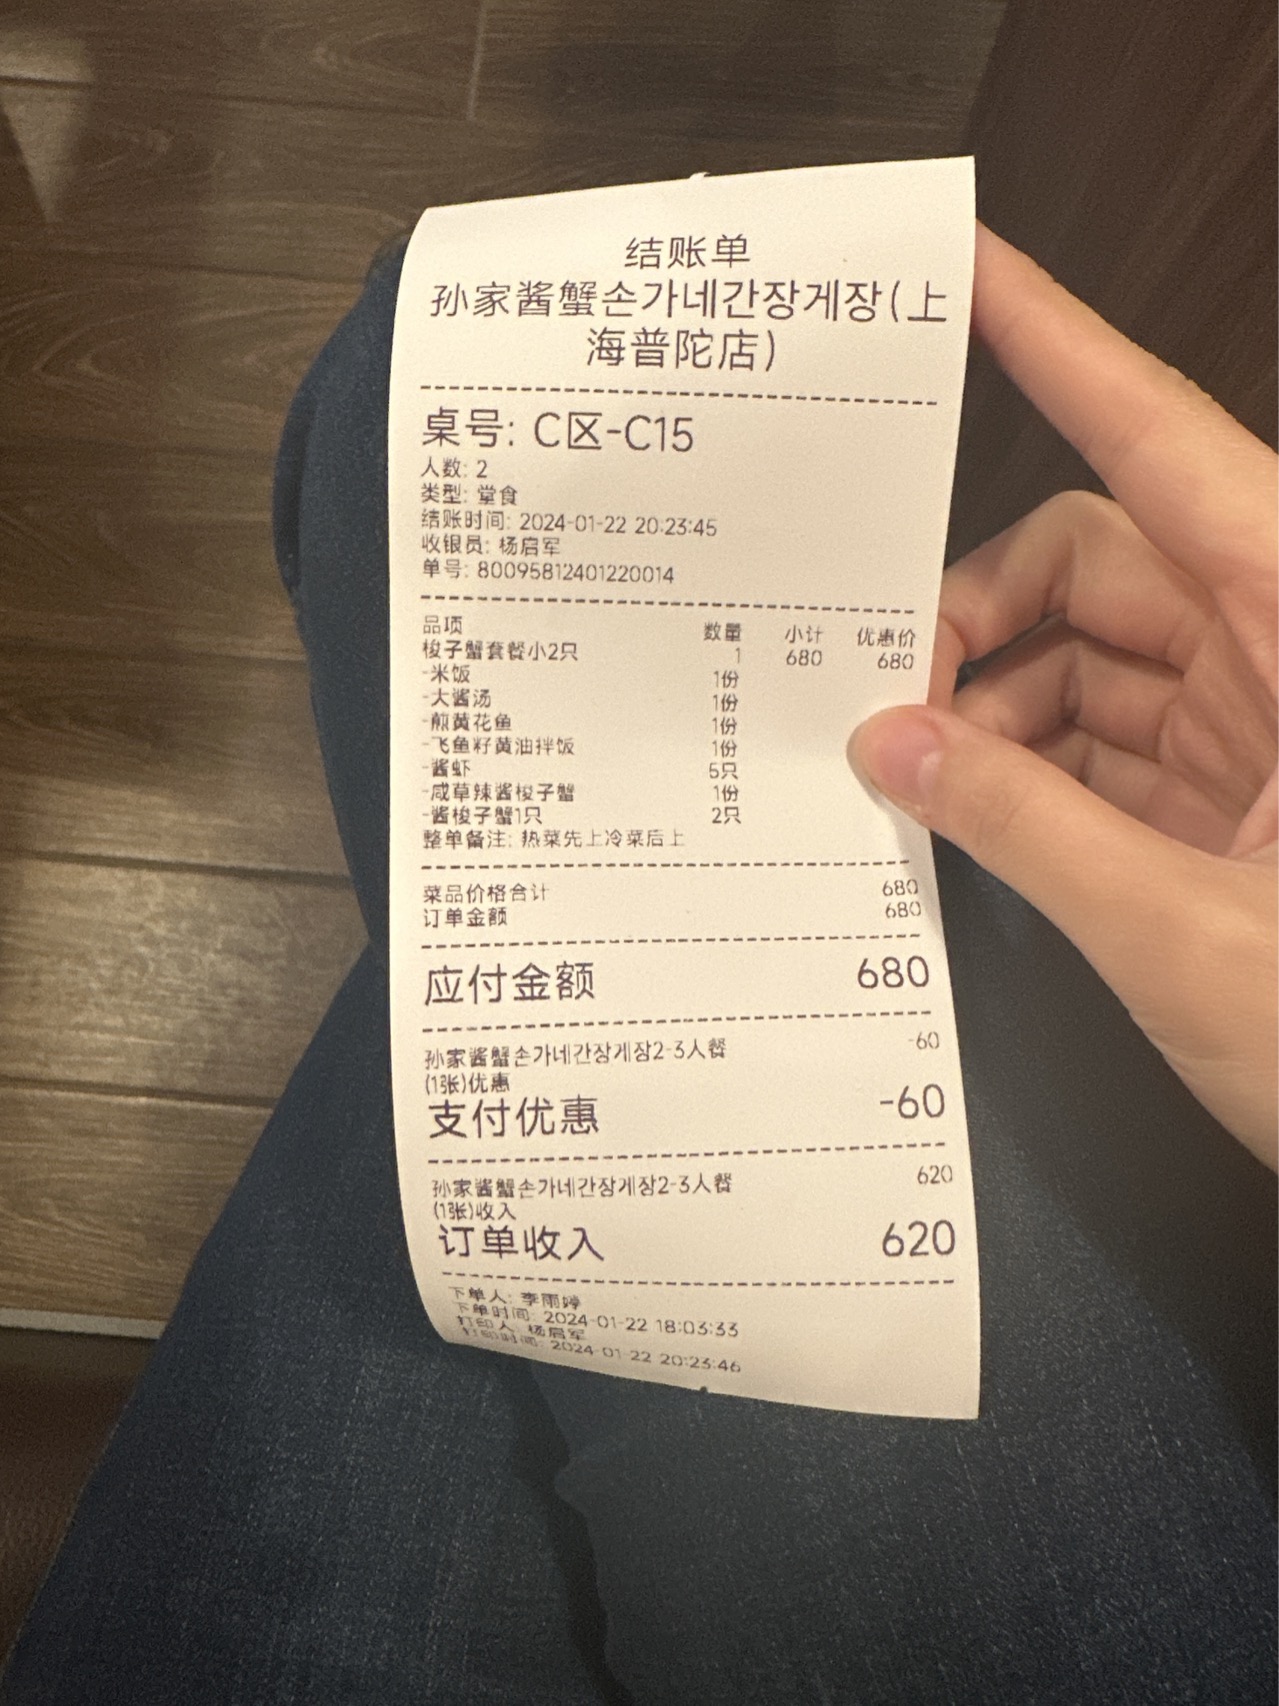 结账单
孙家酱蟹손가네간장게장(上
海普陀店)
桌号: C区-C15
人数: 2
类型: 堂食
结账时间: 2024-01-22 20:23:45
收银员: 杨启军
单号: 80095812401220014
品项 数量 小计 优惠价
梭子蟹套餐小2只 1 680 680
-米饭 1份
-大酱汤 1份
-煎黄花鱼 1份
-飞鱼籽黄油拌饭 1份
-酱虾 5只
-咸草辣酱梭子蟹 1份
-酱梭子蟹1只 2只
整单备注: 热菜先上冷菜后上
菜品价格合计 680
订单金额 680
应付金额 680
孙家酱蟹손가네간장게장2-3人餐 -60
(1张)优惠
支付优惠 -60
孙家酱蟹손가네간장게장2-3人餐 620
(1张)收入
订单收入 620
下单人: 李雨婷
下单时间: 2024-01-22 18:03:33
打印人: 杨启军
打印时间: 2024-01-22 20:23:46